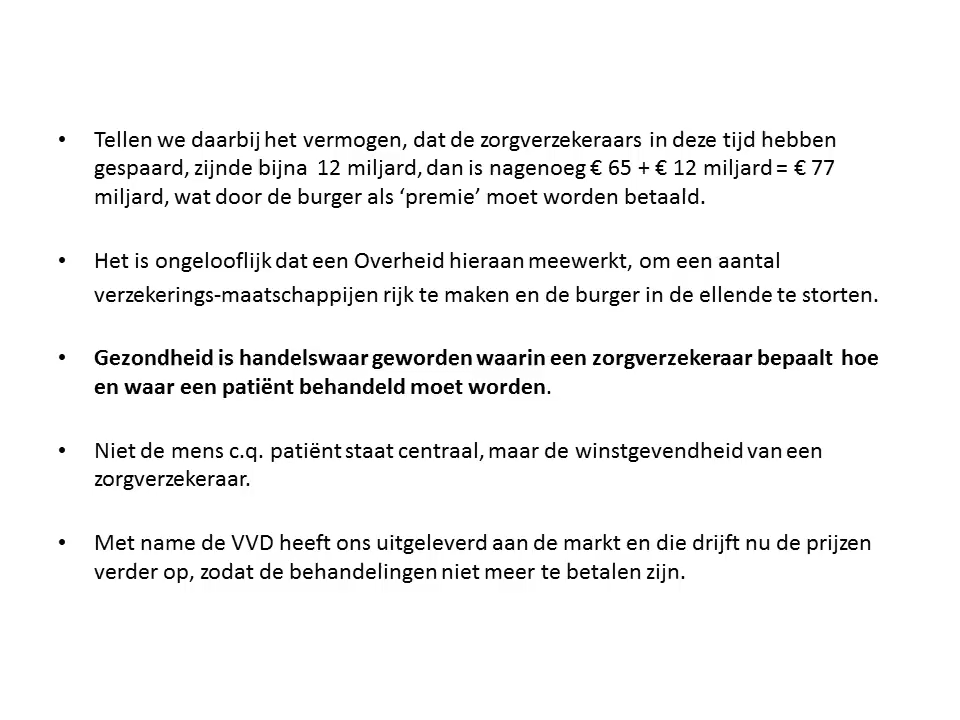 • Tellen we daarbij het vermogen, dat de zorgverzekeraars in deze tijd hebben
gespaard, zijnde bijna 12 miljard, dan is nagenoeg € 65 + € 12 miljard = € 77
miljard, wat door de burger als ‘premie’ moet worden betaald.
• Het is ongelooflijk dat een Overheid hieraan meewerkt, om een aantal
verzekerings-maatschappijen rijk te maken en de burger in de ellende te storten.
• Gezondheid is handelswaar geworden waarin een zorgverzekeraar bepaalt hoe
en waar een patiënt behandeld moet worden.
• Niet de mens c.q. patiënt staat centraal, maar de winstgevendheid van een
zorgverzekeraar.
• Met name de VVD heeft ons uitgeleverd aan de markt en die drijft nu de prijzen
verder op, zodat de behandelingen niet meer te betalen zijn.